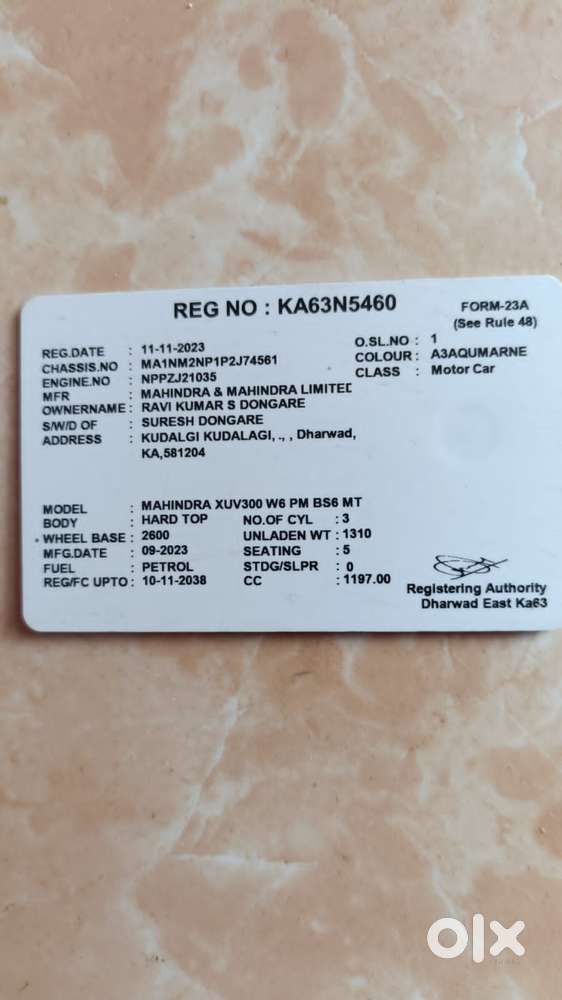 REG NO : KA63N5460
FORM-23A
(See Rule 48)
REG.DATE : 11-11-2023 O.SL.NO : 1
CHASSIS.NO : MA1NM2NP1P2J74561 COLOUR : A3AQUMARNE
ENGINE.NO : NPPZJ21035 CLASS : Motor Car
MFR : MAHINDRA & MAHINDRA LIMITED
OWNERNAME : RAVI KUMAR S DONGARE
S/W/D OF : SURESH DONGARE
ADDRESS : KUDALGI KUDALAGI, ., , Dharwad,
KA,581204
MODEL : MAHINDRA XUV300 W6 PM BS6 MT
BODY : HARD TOP NO.OF CYL : 3
WHEEL BASE : 2600 UNLADEN WT : 1310
MFG.DATE : 09-2023 SEATING : 5
FUEL : PETROL STDG/SLPR : 0
REG/FC UPTO : 10-11-2038 CC : 1197.00
Registering Authority
Dharwad East Ka63
olx